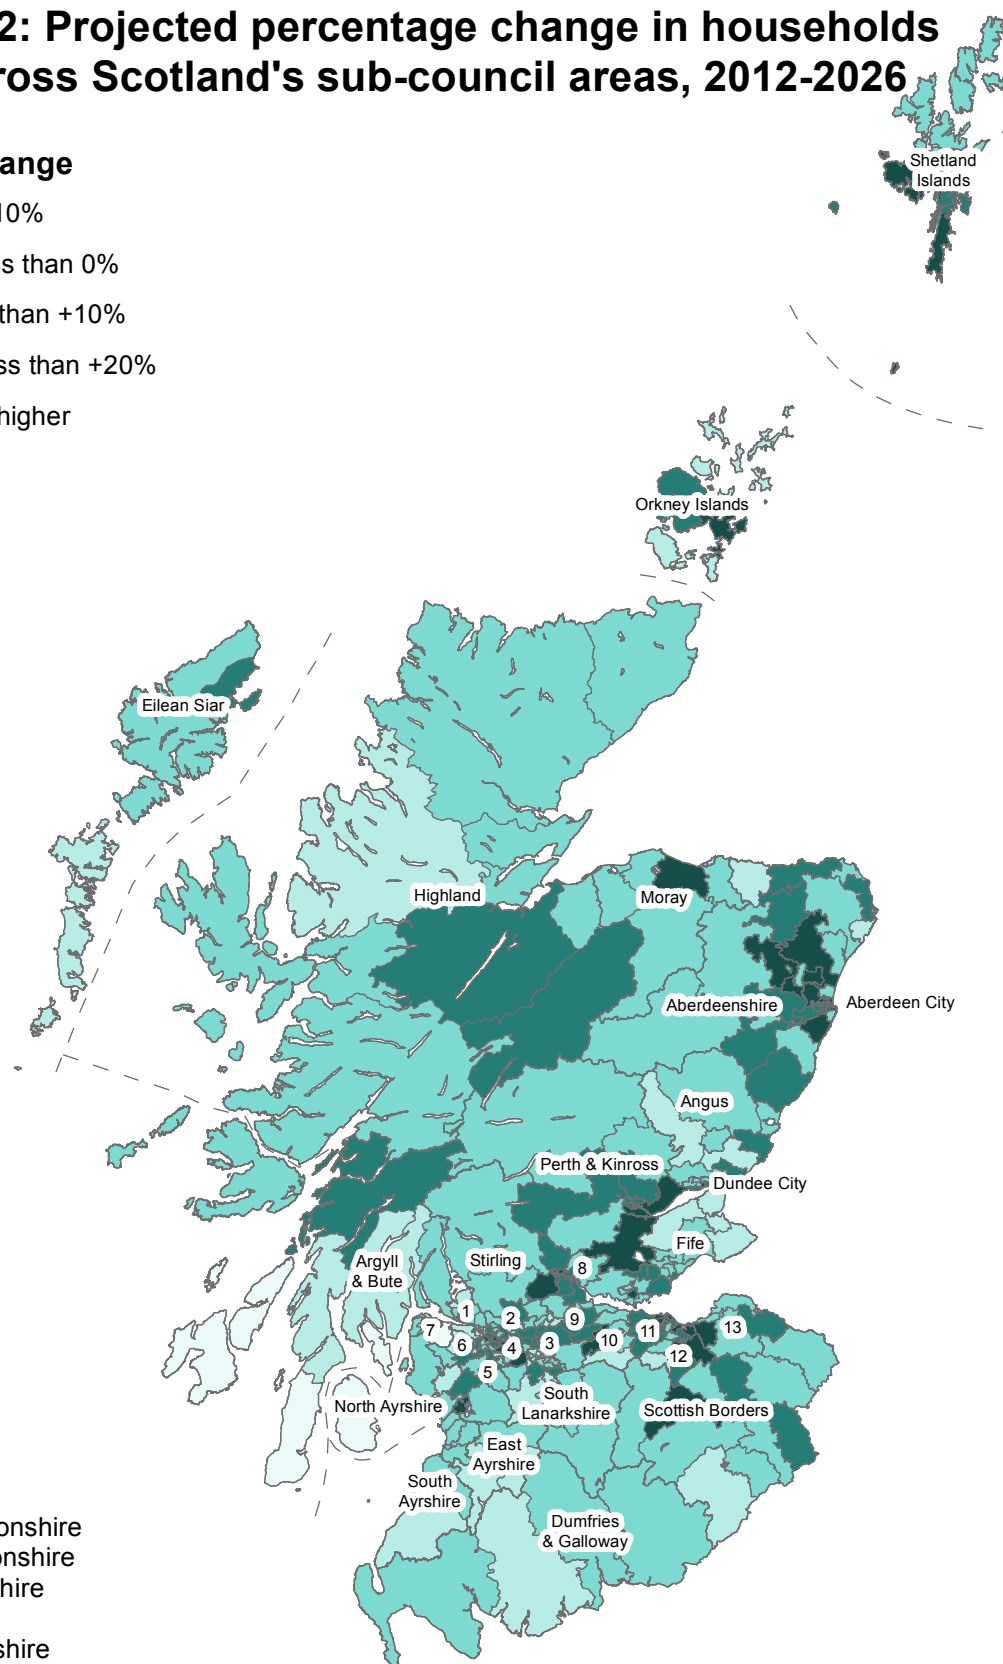 2: Projected percentage change in households
ross Scotland's sub-council areas, 2012-2026
ange
10%
ss than 0%
than +10%
ss than +20%
higher
Shetland
Islands
Orkney Islands
Eilean Siar
Highland
Moray
Aberdeenshire
Aberdeen City
Angus
Perth & Kinross
Dundee City
Fife
Stirling
8
Argyll
& Bute
1
2
9
7
6
4
3
10
11
13
12
5
North Ayrshire
South
Lanarkshire
Scottish Borders
East
Ayrshire
South
Ayrshire
Dumfries
& Galloway
onshire
onshire
hire
shire